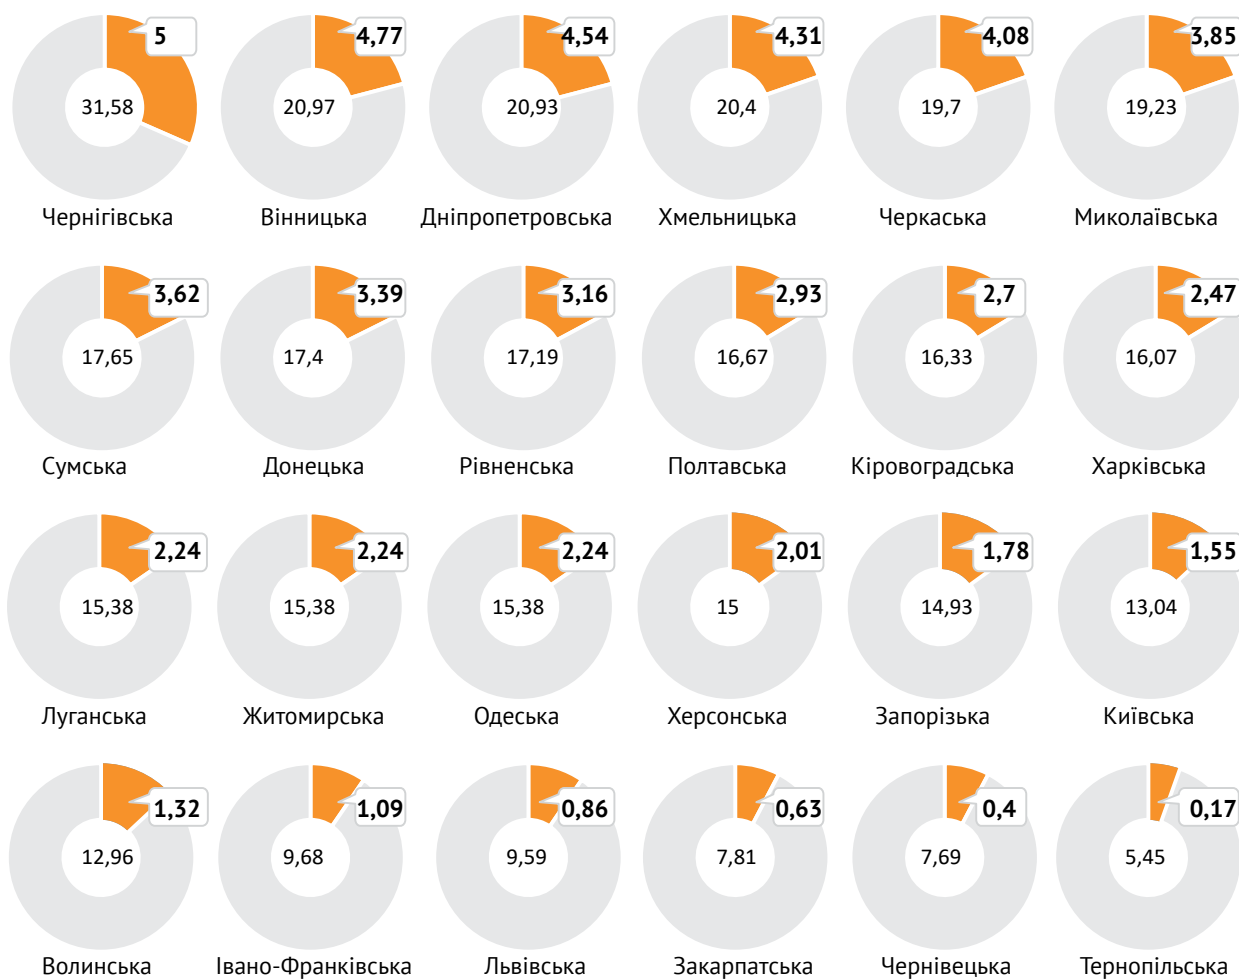 5 4,77 4,54 4,31 4,08 3,85
31,58 20,97 20,93 20,4 19,7 19,23
Чернігівська Вінницька Дніпропетровська Хмельницька Черкаська Миколаївська
3,62 3,39 3,16 2,93 2,7 2,47
17,65 17,4 17,19 16,67 16,33 16,07
Сумська Донецька Рівненська Полтавська Кіровоградська Харківська
2,24 2,24 2,24 2,01 1,78 1,55
15,38 15,38 15,38 15 14,93 13,04
Луганська Житомирська Одеська Херсонська Запорізька Київська
1,32 1,09 0,86 0,63 0,4 0,17
12,96 9,68 9,59 7,81 7,69 5,45
Волинська Івано-Франківська Львівська Закарпатська Чернівецька Тернопільська